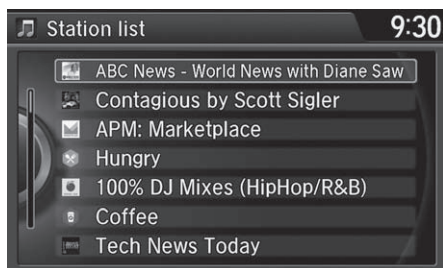 Station list
9:30
ABC News - World News with Diane Saw
Contagious by Scott Sigler
APM: Marketplace
Hungry
100% DJ Mixes (HipHop/R&B)
Coffee
Tech News Today